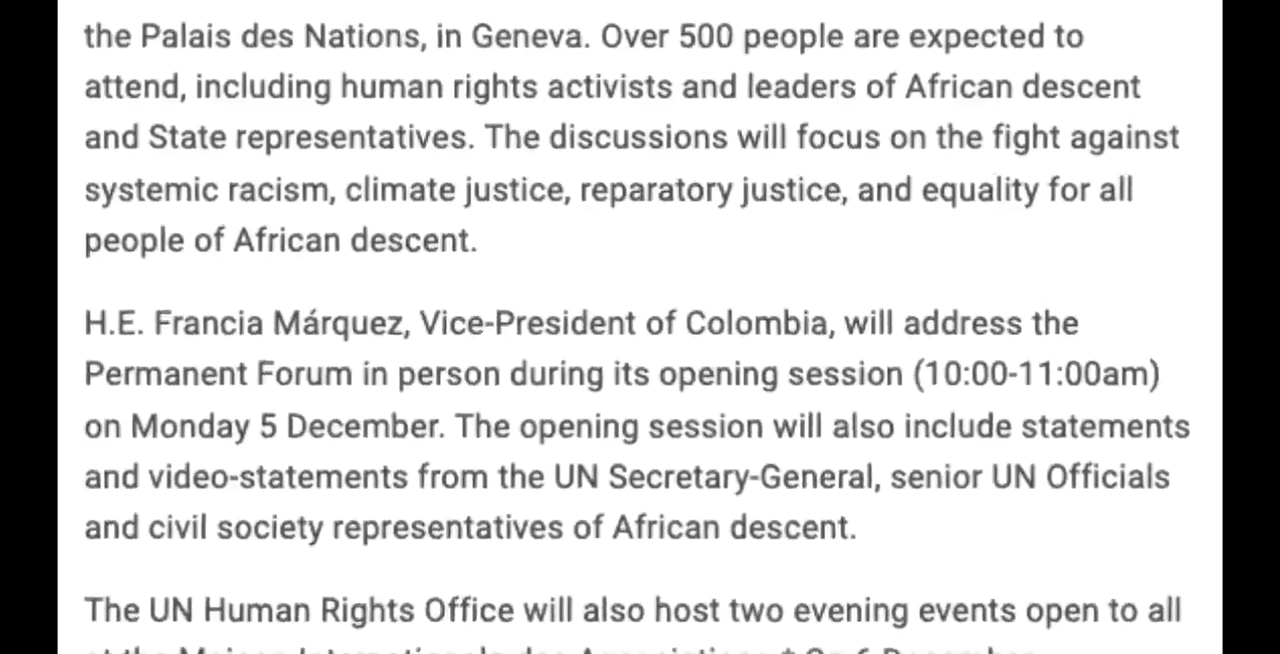 the Palais des Nations, in Geneva. Over 500 people are expected to
attend, including human rights activists and leaders of African descent
and State representatives. The discussions will focus on the fight against
systemic racism, climate justice, reparatory justice, and equality for all
people of African descent.
H.E. Francia Márquez, Vice-President of Colombia, will address the
Permanent Forum in person during its opening session (10:00-11:00am)
on Monday 5 December. The opening session will also include statements
and video-statements from the UN Secretary-General, senior UN Officials
and civil society representatives of African descent.
The UN Human Rights Office will also host two evening events open to all